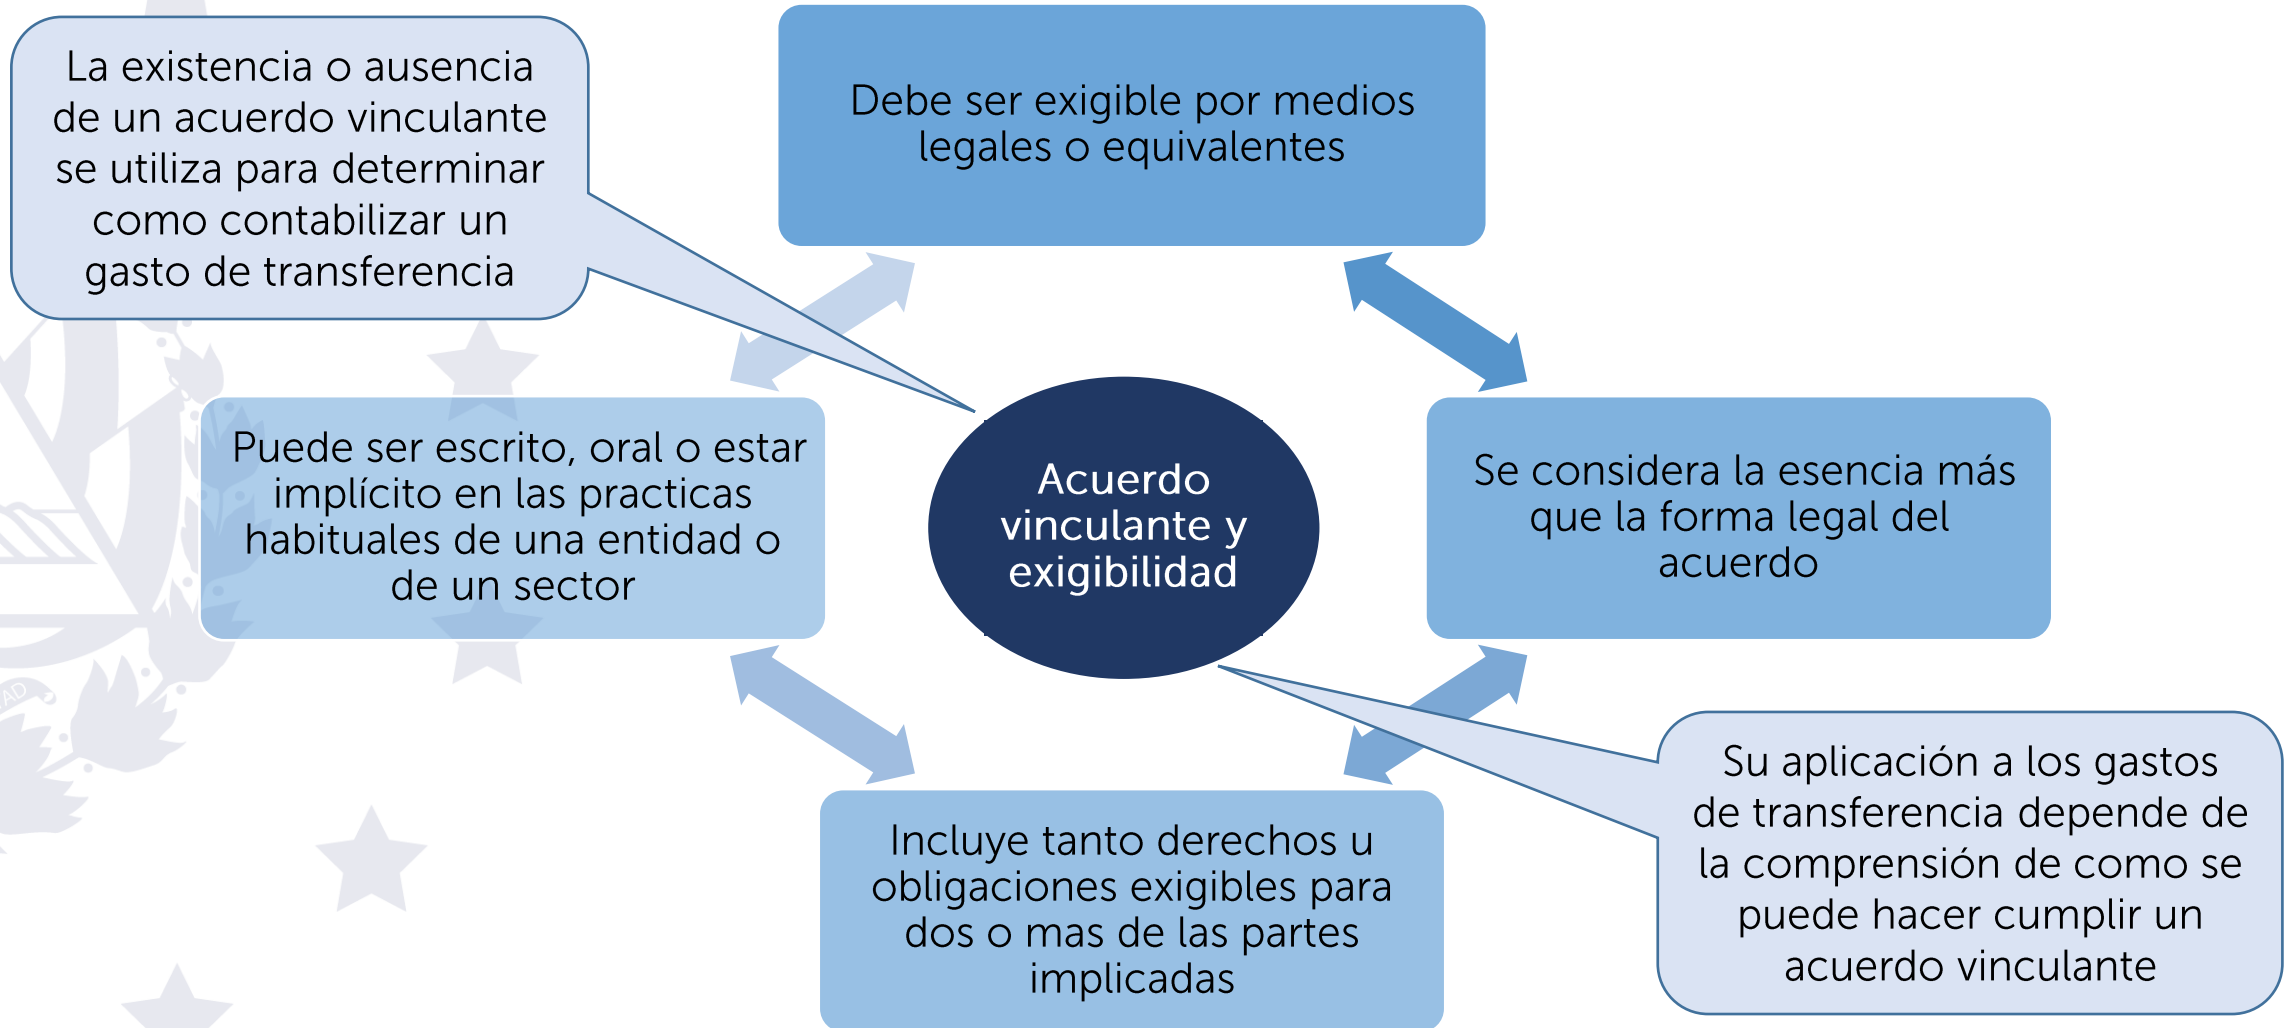 La existencia o ausencia
de un acuerdo vinculante
se utiliza para determinar
como contabilizar un
gasto de transferencia
Debe ser exigible por medios
legales o equivalentes
Puede ser escrito, oral o estar
implícito en las practicas
habituales de una entidad o
de un sector
Acuerdo
vinculante y
exigibilidad
Se considera la esencia más
que la forma legal del
acuerdo
Incluye tanto derechos u
obligaciones exigibles para
dos o mas de las partes
implicadas
Su aplicación a los gastos
de transferencia depende de
la comprensión de como se
puede hacer cumplir un
acuerdo vinculante